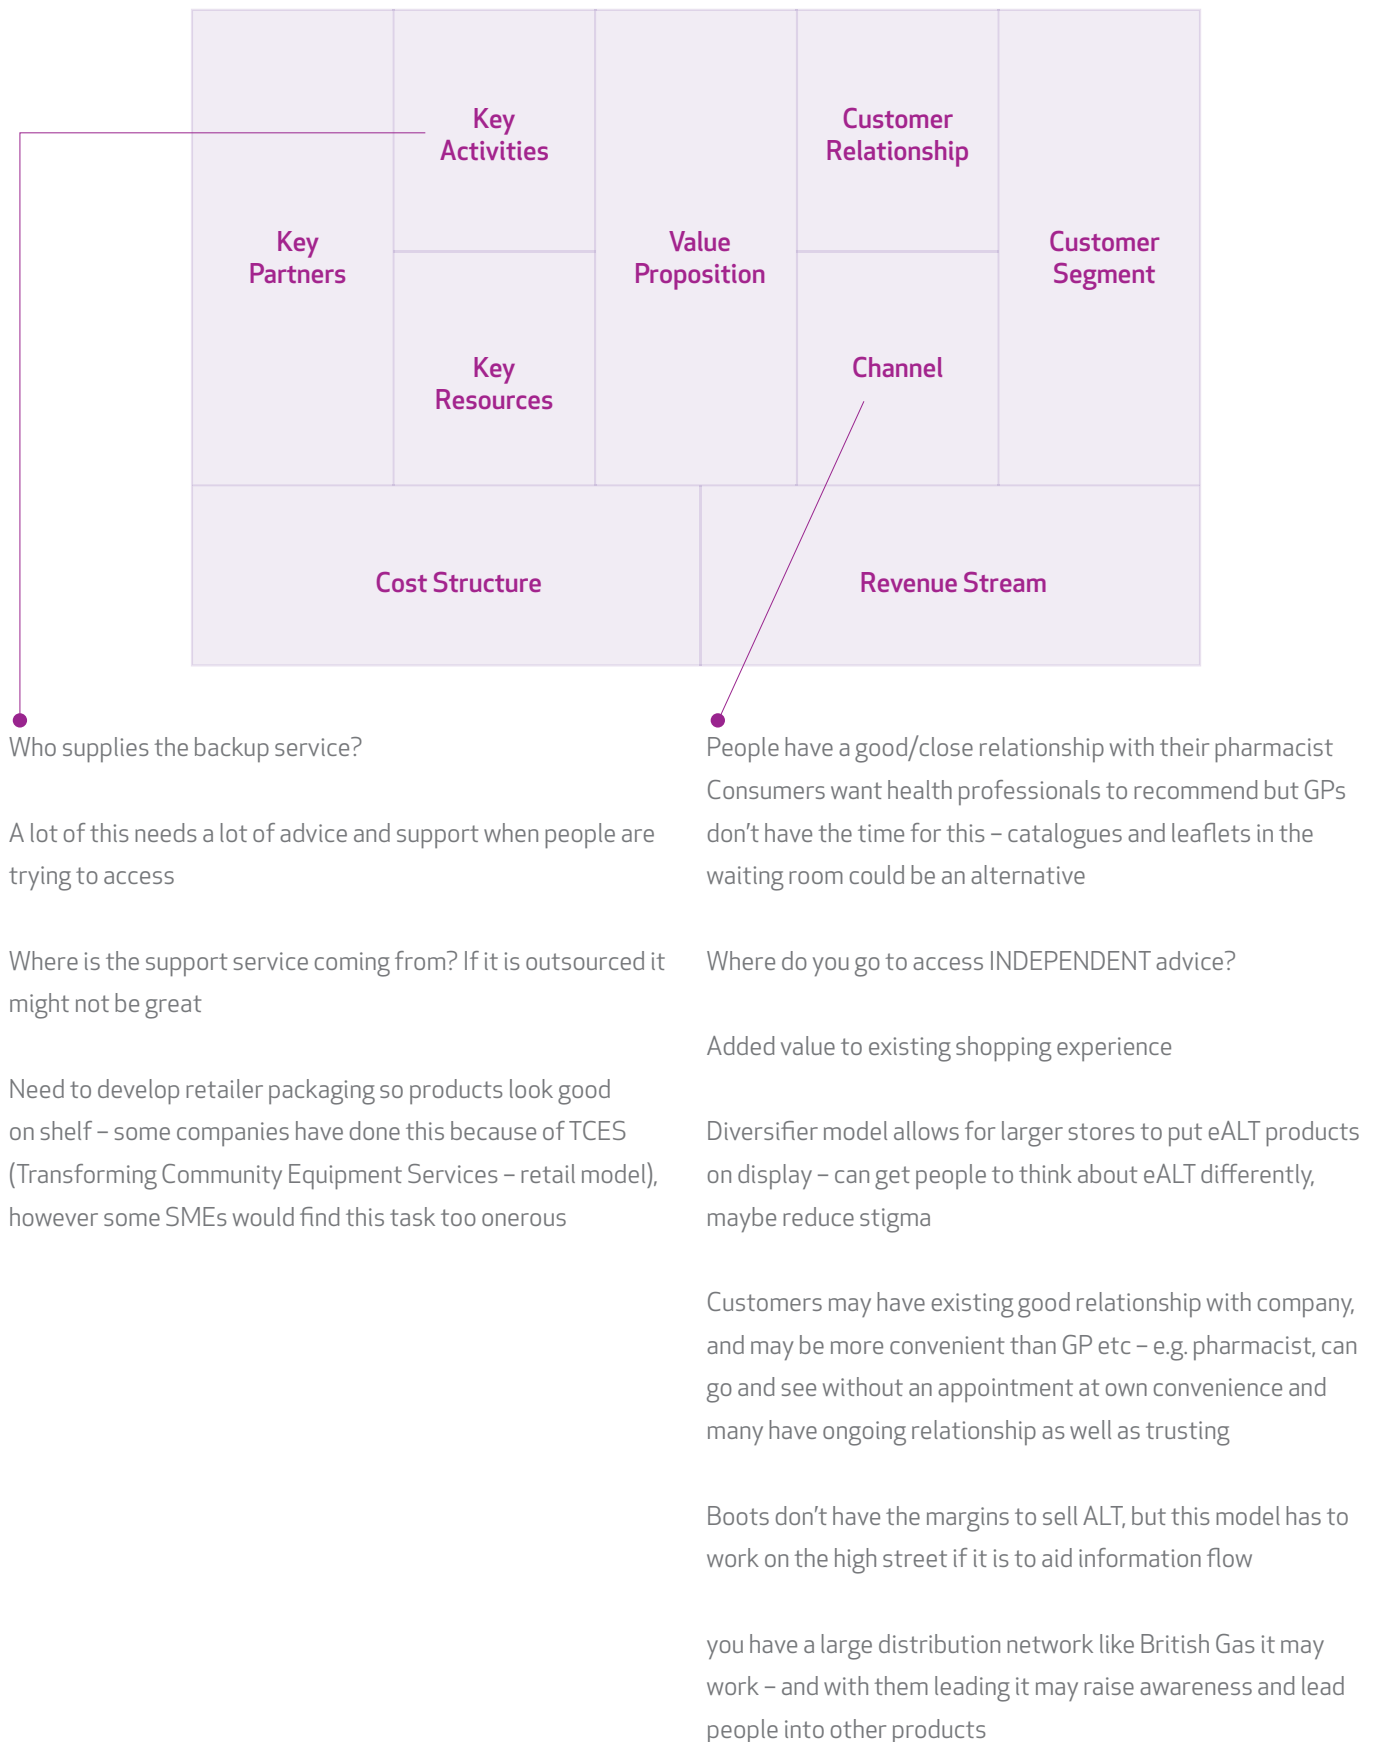 Key
Activities
Customer
Relationship
Key
Partners
Value
Proposition
Customer
Segment
Key
Resources
Channel
Cost Structure
Revenue Stream
Who supplies the backup service?
A lot of this needs a lot of advice and support when people are
trying to access
Where is the support service coming from? If it is outsourced it
might not be great
Need to develop retailer packaging so products look good
on shelf – some companies have done this because of TCES
(Transforming Community Equipment Services – retail model),
however some SMEs would find this task too onerous
People have a good/close relationship with their pharmacist
Consumers want health professionals to recommend but GPs
don’t have the time for this – catalogues and leaflets in the
waiting room could be an alternative
Where do you go to access INDEPENDENT advice?
Added value to existing shopping experience
Diversifier model allows for larger stores to put eALT products
on display – can get people to think about eALT differently,
maybe reduce stigma
Customers may have existing good relationship with company,
and may be more convenient than GP etc – e.g. pharmacist, can
go and see without an appointment at own convenience and
many have ongoing relationship as well as trusting
Boots don’t have the margins to sell ALT, but this model has to
work on the high street if it is to aid information flow
you have a large distribution network like British Gas it may
work – and with them leading it may raise awareness and lead
people into other products